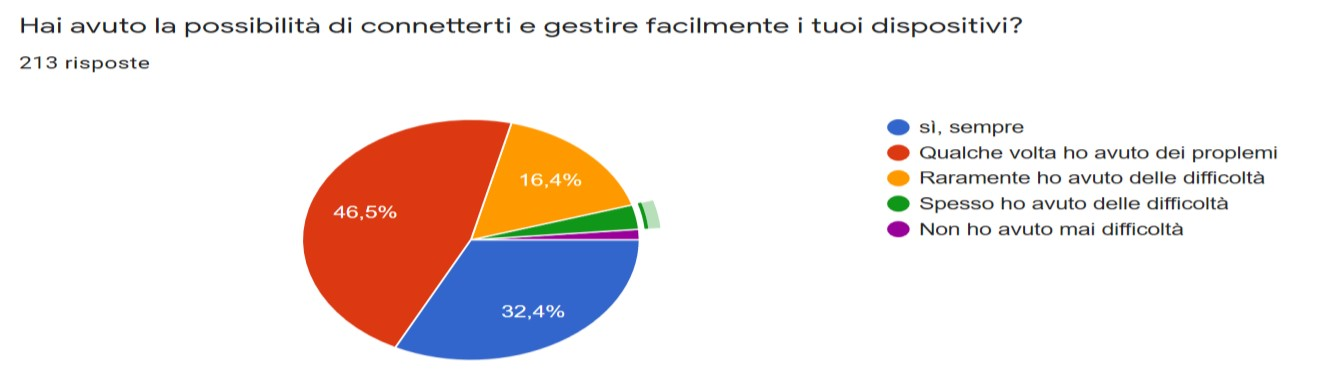 Hai avuto la possibilità di connetterti e gestire facilmente i tuoi dispositivi?
213 risposte
sì, sempre
Qualche volta ho avuto dei proplemi
Raramente ho avuto delle difficoltà
Spesso ho avuto delle difficoltà
Non ho avuto mai difficoltà
16,4%
46,5%
32,4%